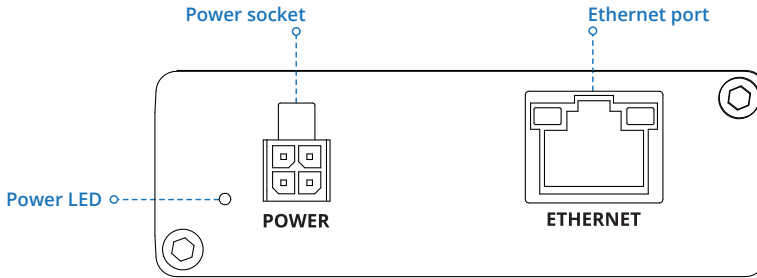 Power socket
Ethernet port
Power LED
POWER
ETHERNET